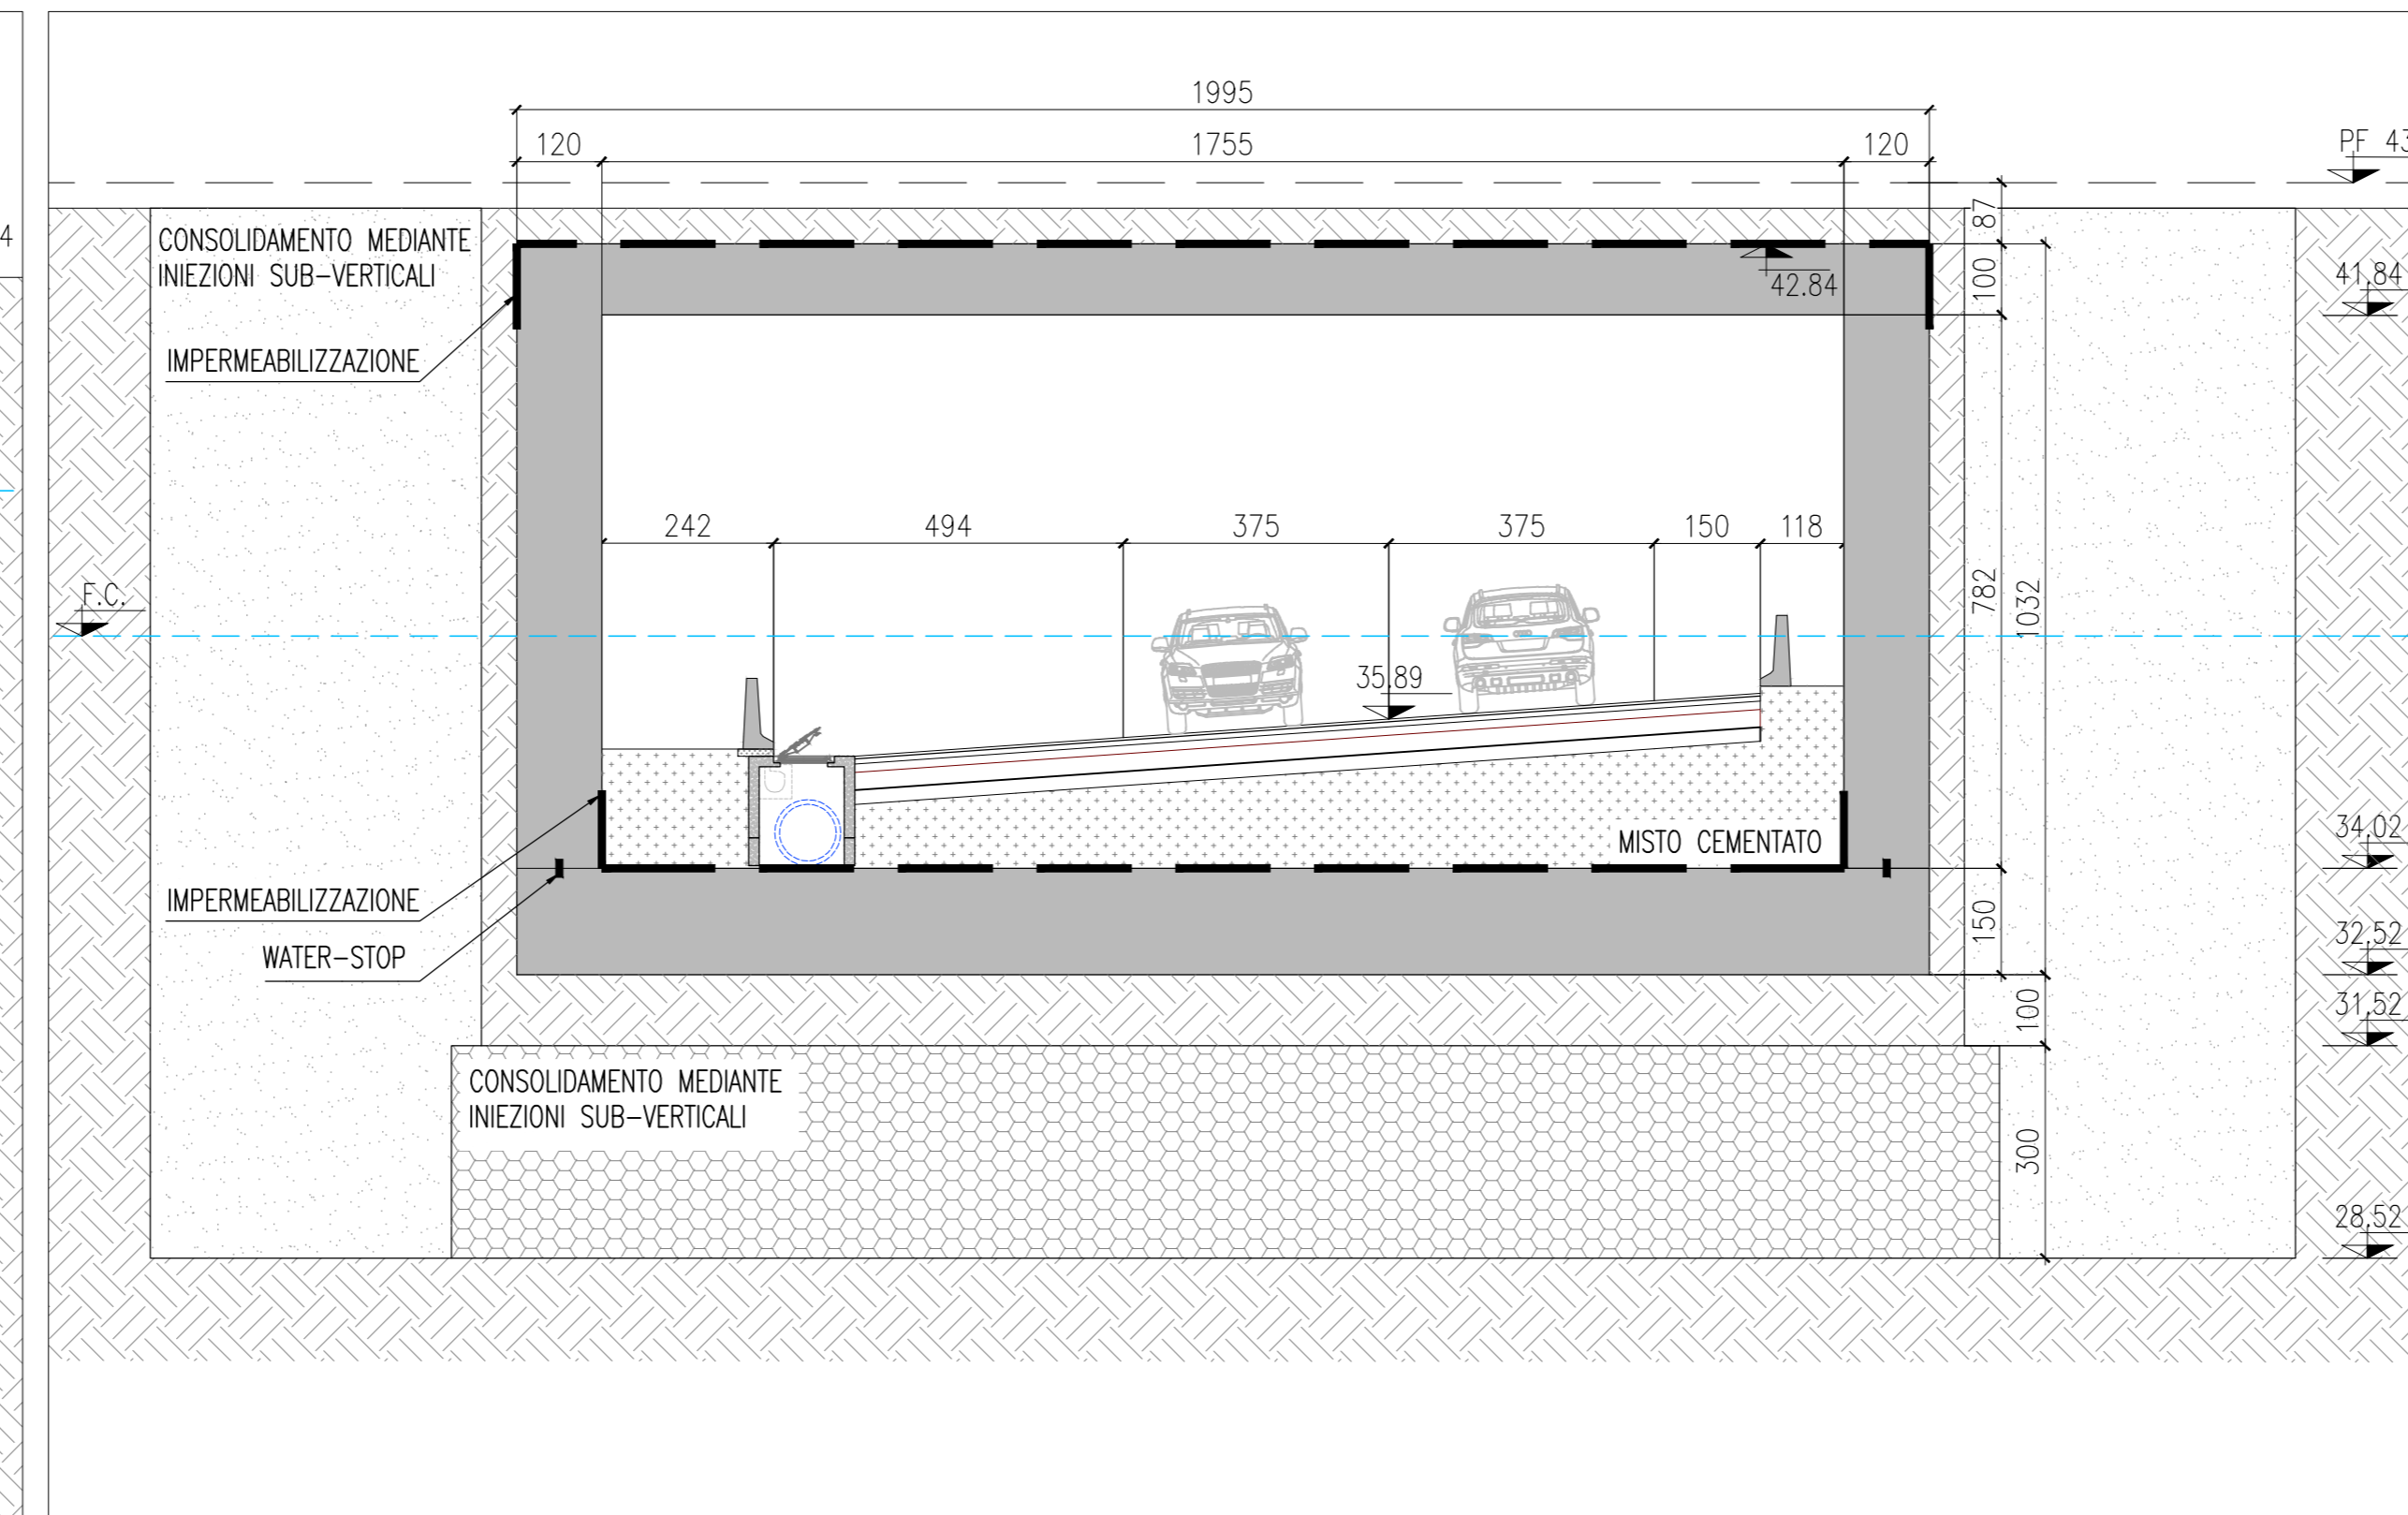 1995
120
1755
120
PF 43
4
87
CONSOLIDAMENTO MEDIANTE
INIEZIONI SUB-VERTICALI
42.84
100
41.84
IMPERMEABILIZZAZIONE
242
494
375
375
150
118
F.C.
782
1032
35.89
MISTO CEMENTATO
34.02
IMPERMEABILIZZAZIONE
WATER-STOP
150
32.52
100
31.52
CONSOLIDAMENTO MEDIANTE
INIEZIONI SUB-VERTICALI
300
28.52